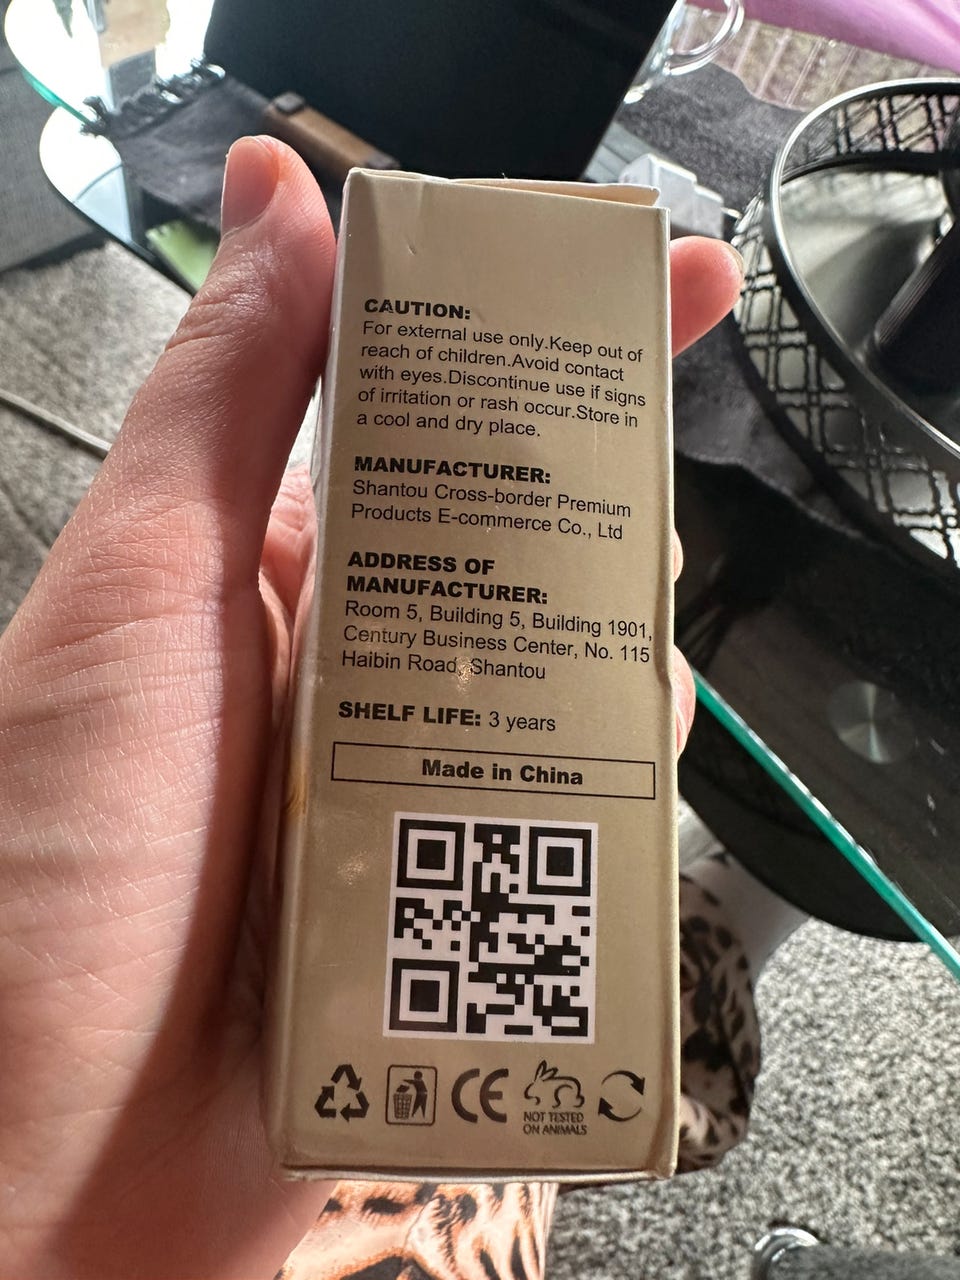 CAUTION:
For external use only.Keep out of
reach of children.Avoid contact
with eyes.Discontinue use if signs
of irritation or rash occur.Store in
a cool and dry place.
MANUFACTURER:
Shantou Cross-border Premium
Products E-commerce Co., Ltd
ADDRESS OF
MANUFACTURER:
Room 5, Building 5, Building 1901,
Century Business Center, No. 115
Haibin Road, Shantou
SHELF LIFE: 3 years
Made in China
CE
NOT TESTED
ON ANIMALS